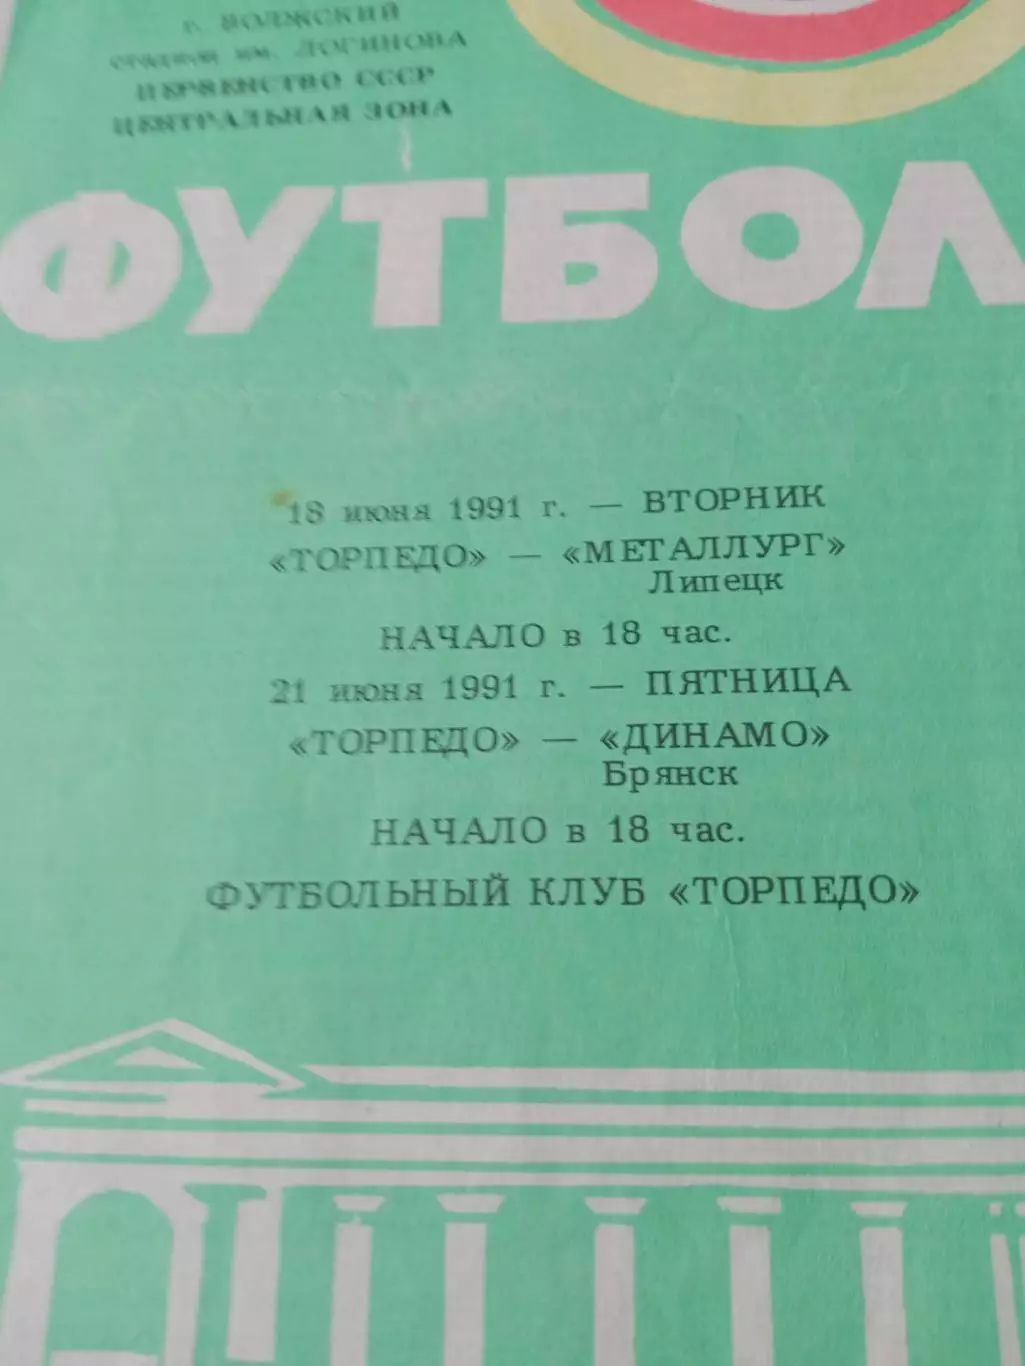 г. ВОЛЖСКИЙ
стадион им. ЛОГИНОВА
ПЕРВЕНСТВО СССР
ЦЕНТРАЛЬНАЯ ЗОНА
ФУТБОЛ
18 июня 1991 г. — ВТОРНИК
«ТОРПЕДО» — «МЕТАЛЛУРГ»
Липецк
НАЧАЛО в 18 час.
21 июня 1991 г. — ПЯТНИЦА
«ТОРПЕДО» — «ДИНАМО»
Брянск
НАЧАЛО в 18 час.
ФУТБОЛЬНЫЙ КЛУБ «ТОРПЕДО»